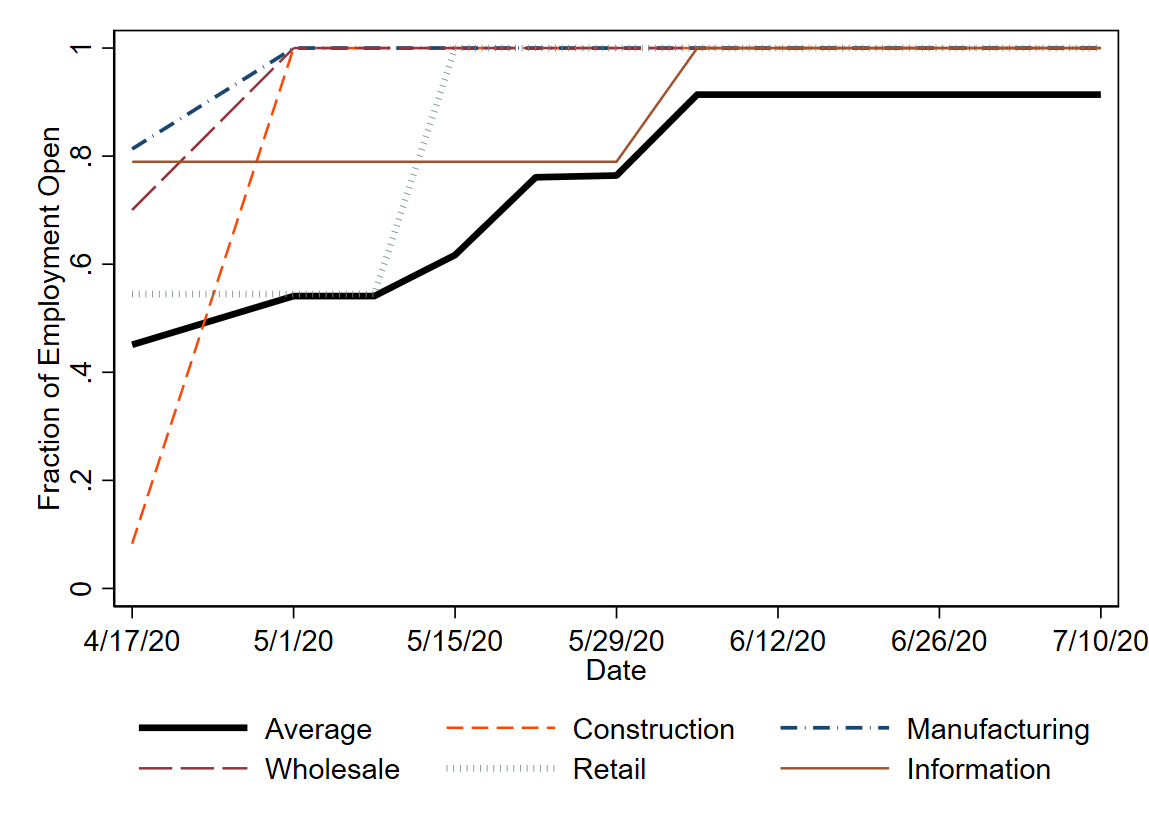 Fraction of Employment Open
1
.8
.6
.4
.2
0
4/17/20 5/1/20 5/15/20 5/29/20 6/12/20 6/26/20 7/10/20
Date
Average Construction Manufacturing
Wholesale Retail Information